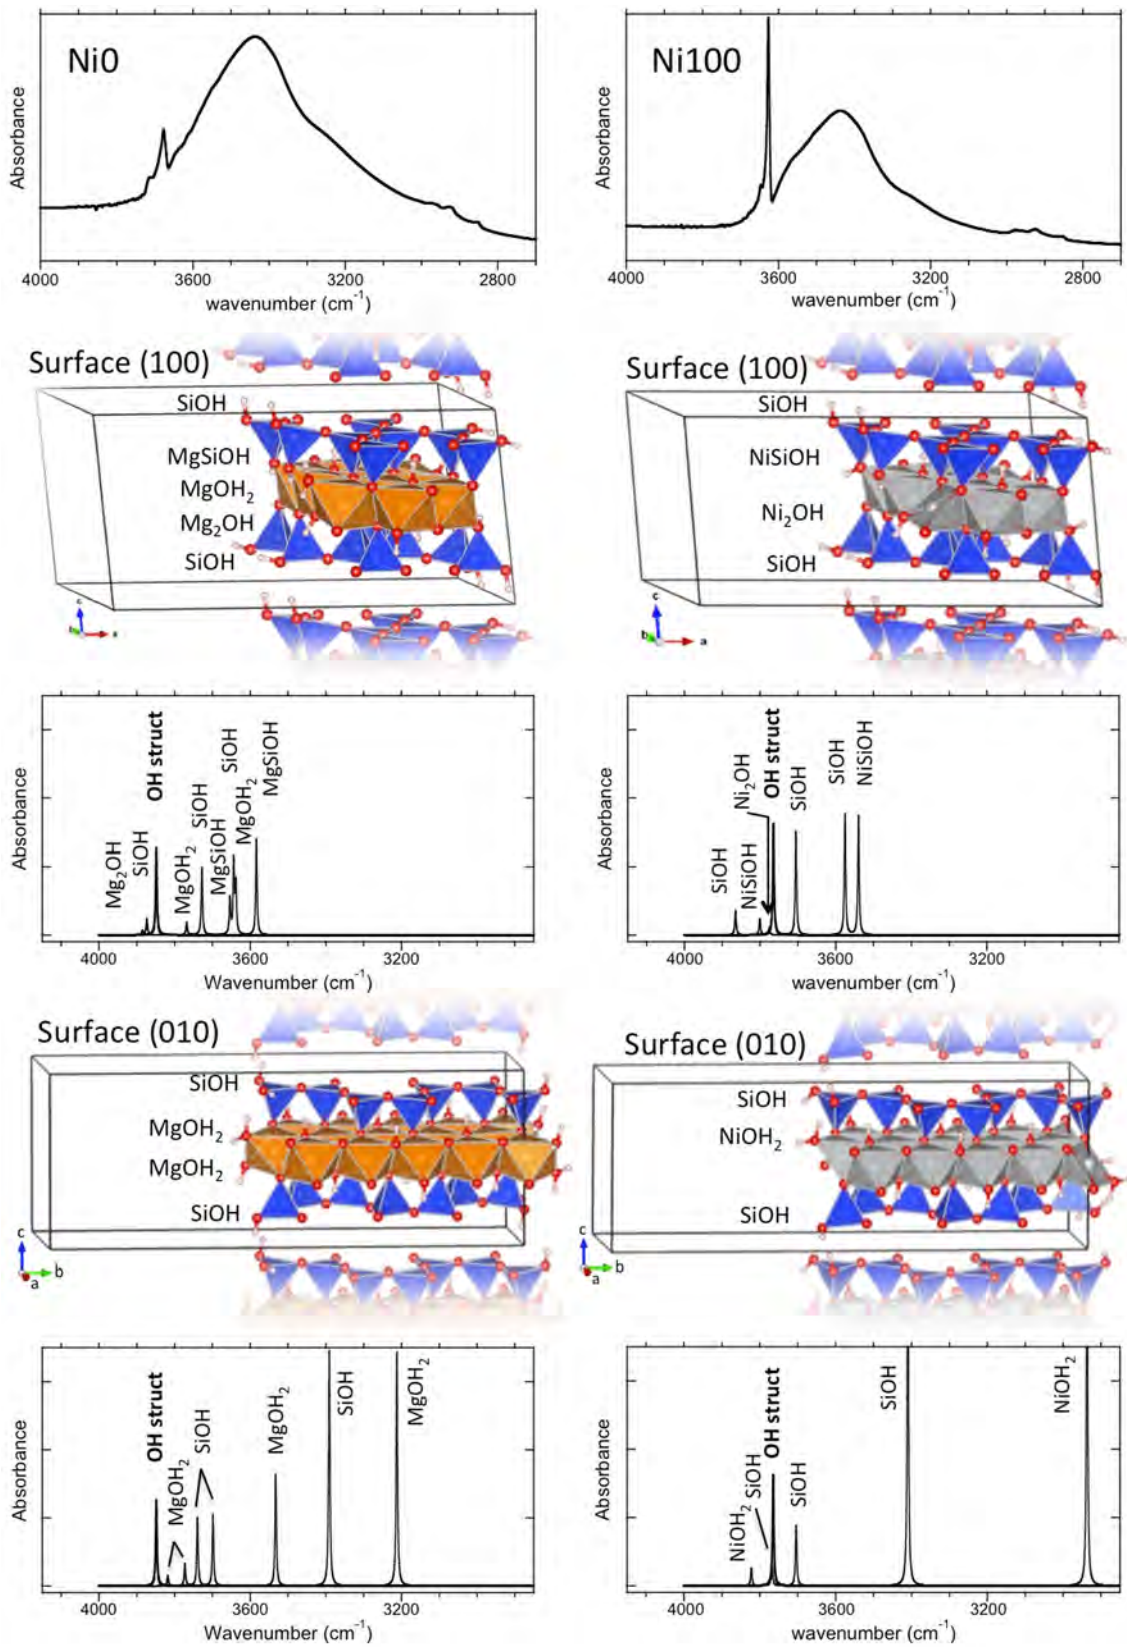 Ni0
Absorbance
4000 3600 3200 2800
wavenumber (cm⁻¹)
Ni100
Absorbance
4000 3600 3200 2800
wavenumber (cm⁻¹)
Surface (100)
SiOH
MgSiOH
MgOH₂
Mg₂OH
SiOH
c
b
a
Surface (100)
SiOH
NiSiOH
Ni₂OH
SiOH
c
b
a
Absorbance
Mg₂OH
SiOH
OH struct
MgOH₂
SiOH
MgSiOH
SiOH
MgOH₂
MgSiOH
4000 3600 3200
Wavenumber (cm⁻¹)
Absorbance
SiOH
NiSiOH
Ni₂OH
OH struct
SiOH
SiOH
NiSiOH
4000 3600 3200
Wavenumber (cm⁻¹)
Surface (010)
SiOH
MgOH₂
MgOH₂
SiOH
c
a
b
Surface (010)
SiOH
NiOH₂
SiOH
c
a
b
Absorbance
OH struct
MgOH₂
SiOH
MgOH₂
SiOH
MgOH₂
4000 3600 3200
Wavenumber (cm⁻¹)
Absorbance
NiOH₂
SiOH
OH struct
SiOH
SiOH
NiOH₂
4000 3600 3200
Wavenumber (cm⁻¹)